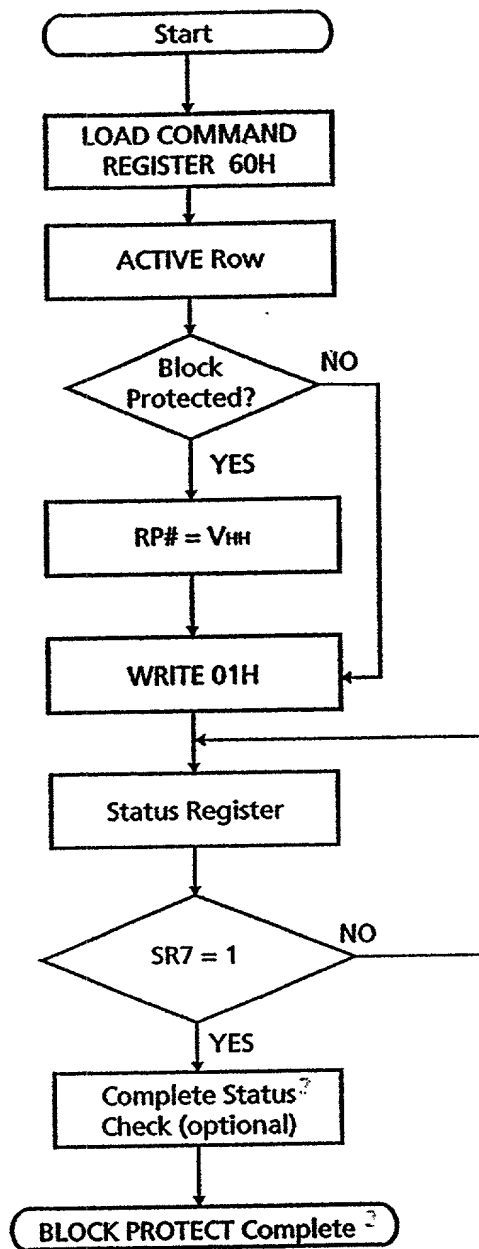 Start
LOAD COMMAND
REGISTER 60H
ACTIVE Row
Block
Protected?
NO
YES
RP# = VHH
WRITE 01H
Status Register
SR7 = 1
NO
YES
Complete Status
Check (optional)
BLOCK PROTECT Complete